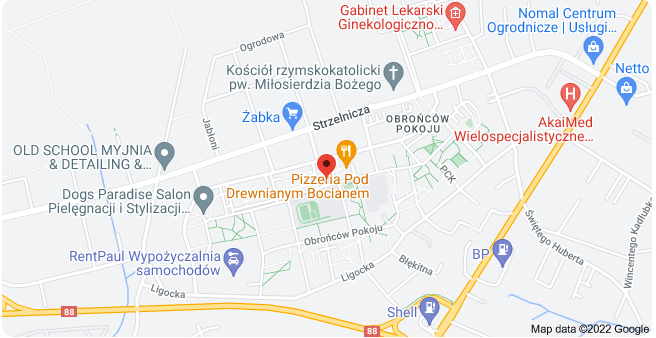 Gabinet Lekarski
Ginekologiczno...
Nomal Centrum
Ogrodnicze | Usługi...
Ogrodowa
Netto
Kościół rzymskokatolicki
pw. Miłosierdzia Bożego
Żabka
Strzelnicza
Jabłoni
OBROŃCÓW
POKOJU
AkaiMed
Wielospecjalistyczne...
OLD SCHOOL MYJNIA
& DETAILING &...
Pizzeria Pod
Drewnianym Bocianem
PCK
Dogs Paradise Salon
Pielęgnacji i Stylizacji...
Świętego Huberta
Wincentego Kadłubka
Obrońców Pokoju
RentPaul Wypożyczalnia
samochodów
BP
Błękitna
Ligocka
Ligocka
88
Shell
88
Map data ©2022 Google